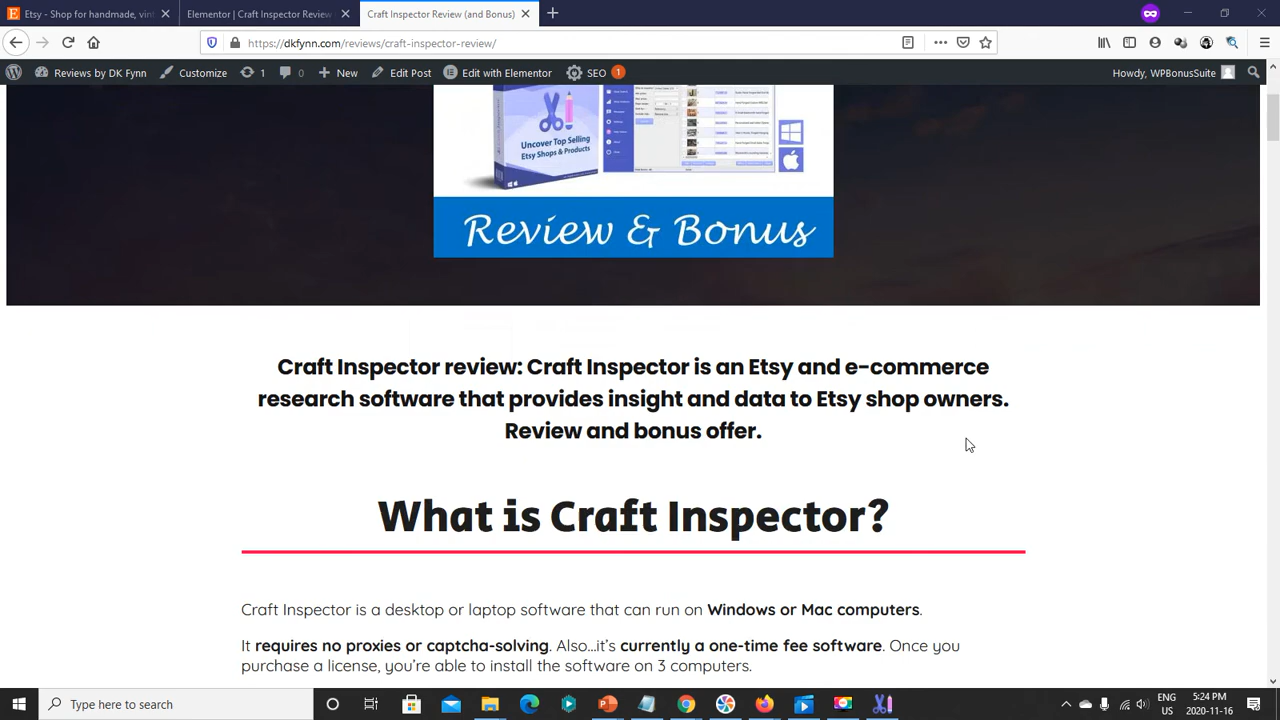 Etsy - Shop for handmade, vint
Elementor | Craft Inspector Review
Craft Inspector Review (and Bonus)
https://dkfynn.com/reviews/craft-inspector-review/
Reviews by DK Fynn
Customize
1
0
New
Edit Post
Edit with Elementor
SEO
1
Howdy, WPBonusSuite
Uncover Top Selling
Etsy Shops & Products
Review & Bonus
Craft Inspector review: Craft Inspector is an Etsy and e-commerce
research software that provides insight and data to Etsy shop owners.
Review and bonus offer.
What is Craft Inspector?
Craft Inspector is a desktop or laptop software that can run on Windows or Mac computers.
It requires no proxies or captcha-solving. Also...it's currently a one-time fee software. Once you
purchase a license, you're able to install the software on 3 computers.
Type here to search
ENG
US
5:24 PM
2020-11-16